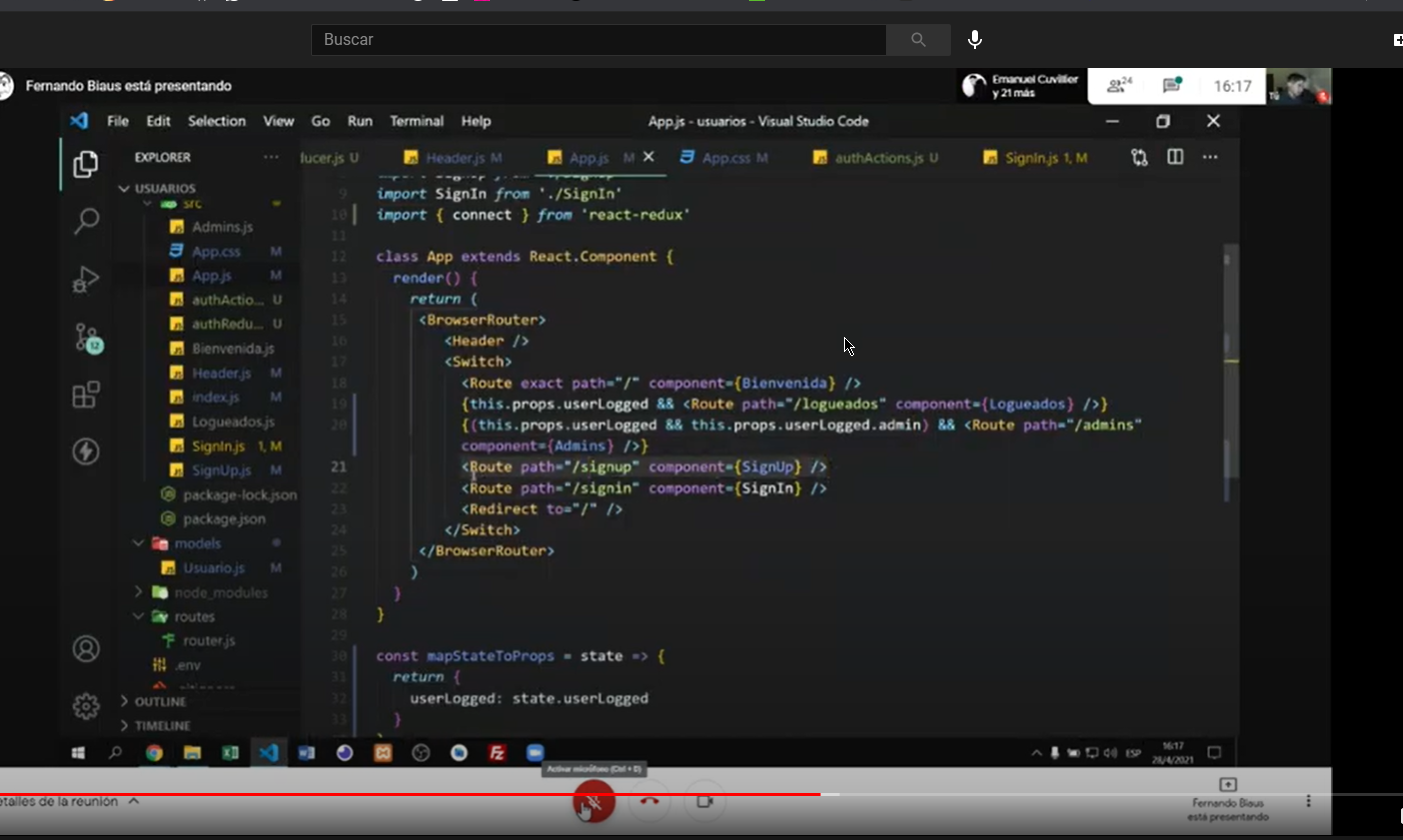 Buscar
Fernando Biaus está presentando
Emanuel Cuvillier
y 21 más
24
16:17
File Edit Selection View Go Run Terminal Help
App.js - usuarios - Visual Studio Code
EXPLORER
ducer.js U
Header.js M
App.js M
App.css M
authActions.js U
SignIn.js 1, M
USUARIOS
src
Admins.js
App.css M
App.js M
authActio... U
authRedu... U
Bienvenida.js
Header.js M
index.js M
Logueados.js
SignIn.js 1, M
SignUp.js M
package-lock.json
package.json
models
Usuario.js M
node_modules
routes
router.js
.env
OUTLINE
TIMELINE
12
9 import SignIn from './SignIn'
10 import { connect } from 'react-redux'
11
12 class App extends React.Component {
13 render() {
14 return (
15 <BrowserRouter>
16 <Header />
17 <Switch>
18 <Route exact path="/" component={Bienvenida} />
19 {this.props.userLogged && <Route path="/logueados" component={Logueados} />}
20 {(this.props.userLogged && this.props.userLogged.admin) && <Route path="/admins"
component={Admins} />}
21 <Route path="/signup" component={SignUp} />
22 <Route path="/signin" component={SignIn} />
23 <Redirect to="/" />
24 </Switch>
25 </BrowserRouter>
26 )
27 }
28 }
29
30 const mapStateToProps = state => {
31 return {
32 userLogged: state.userLogged
33 }
ESP
16:17
28/4/2021
Activar micrófono (Ctrl + D)
etalles de la reunión
Fernando Biaus
está presentando